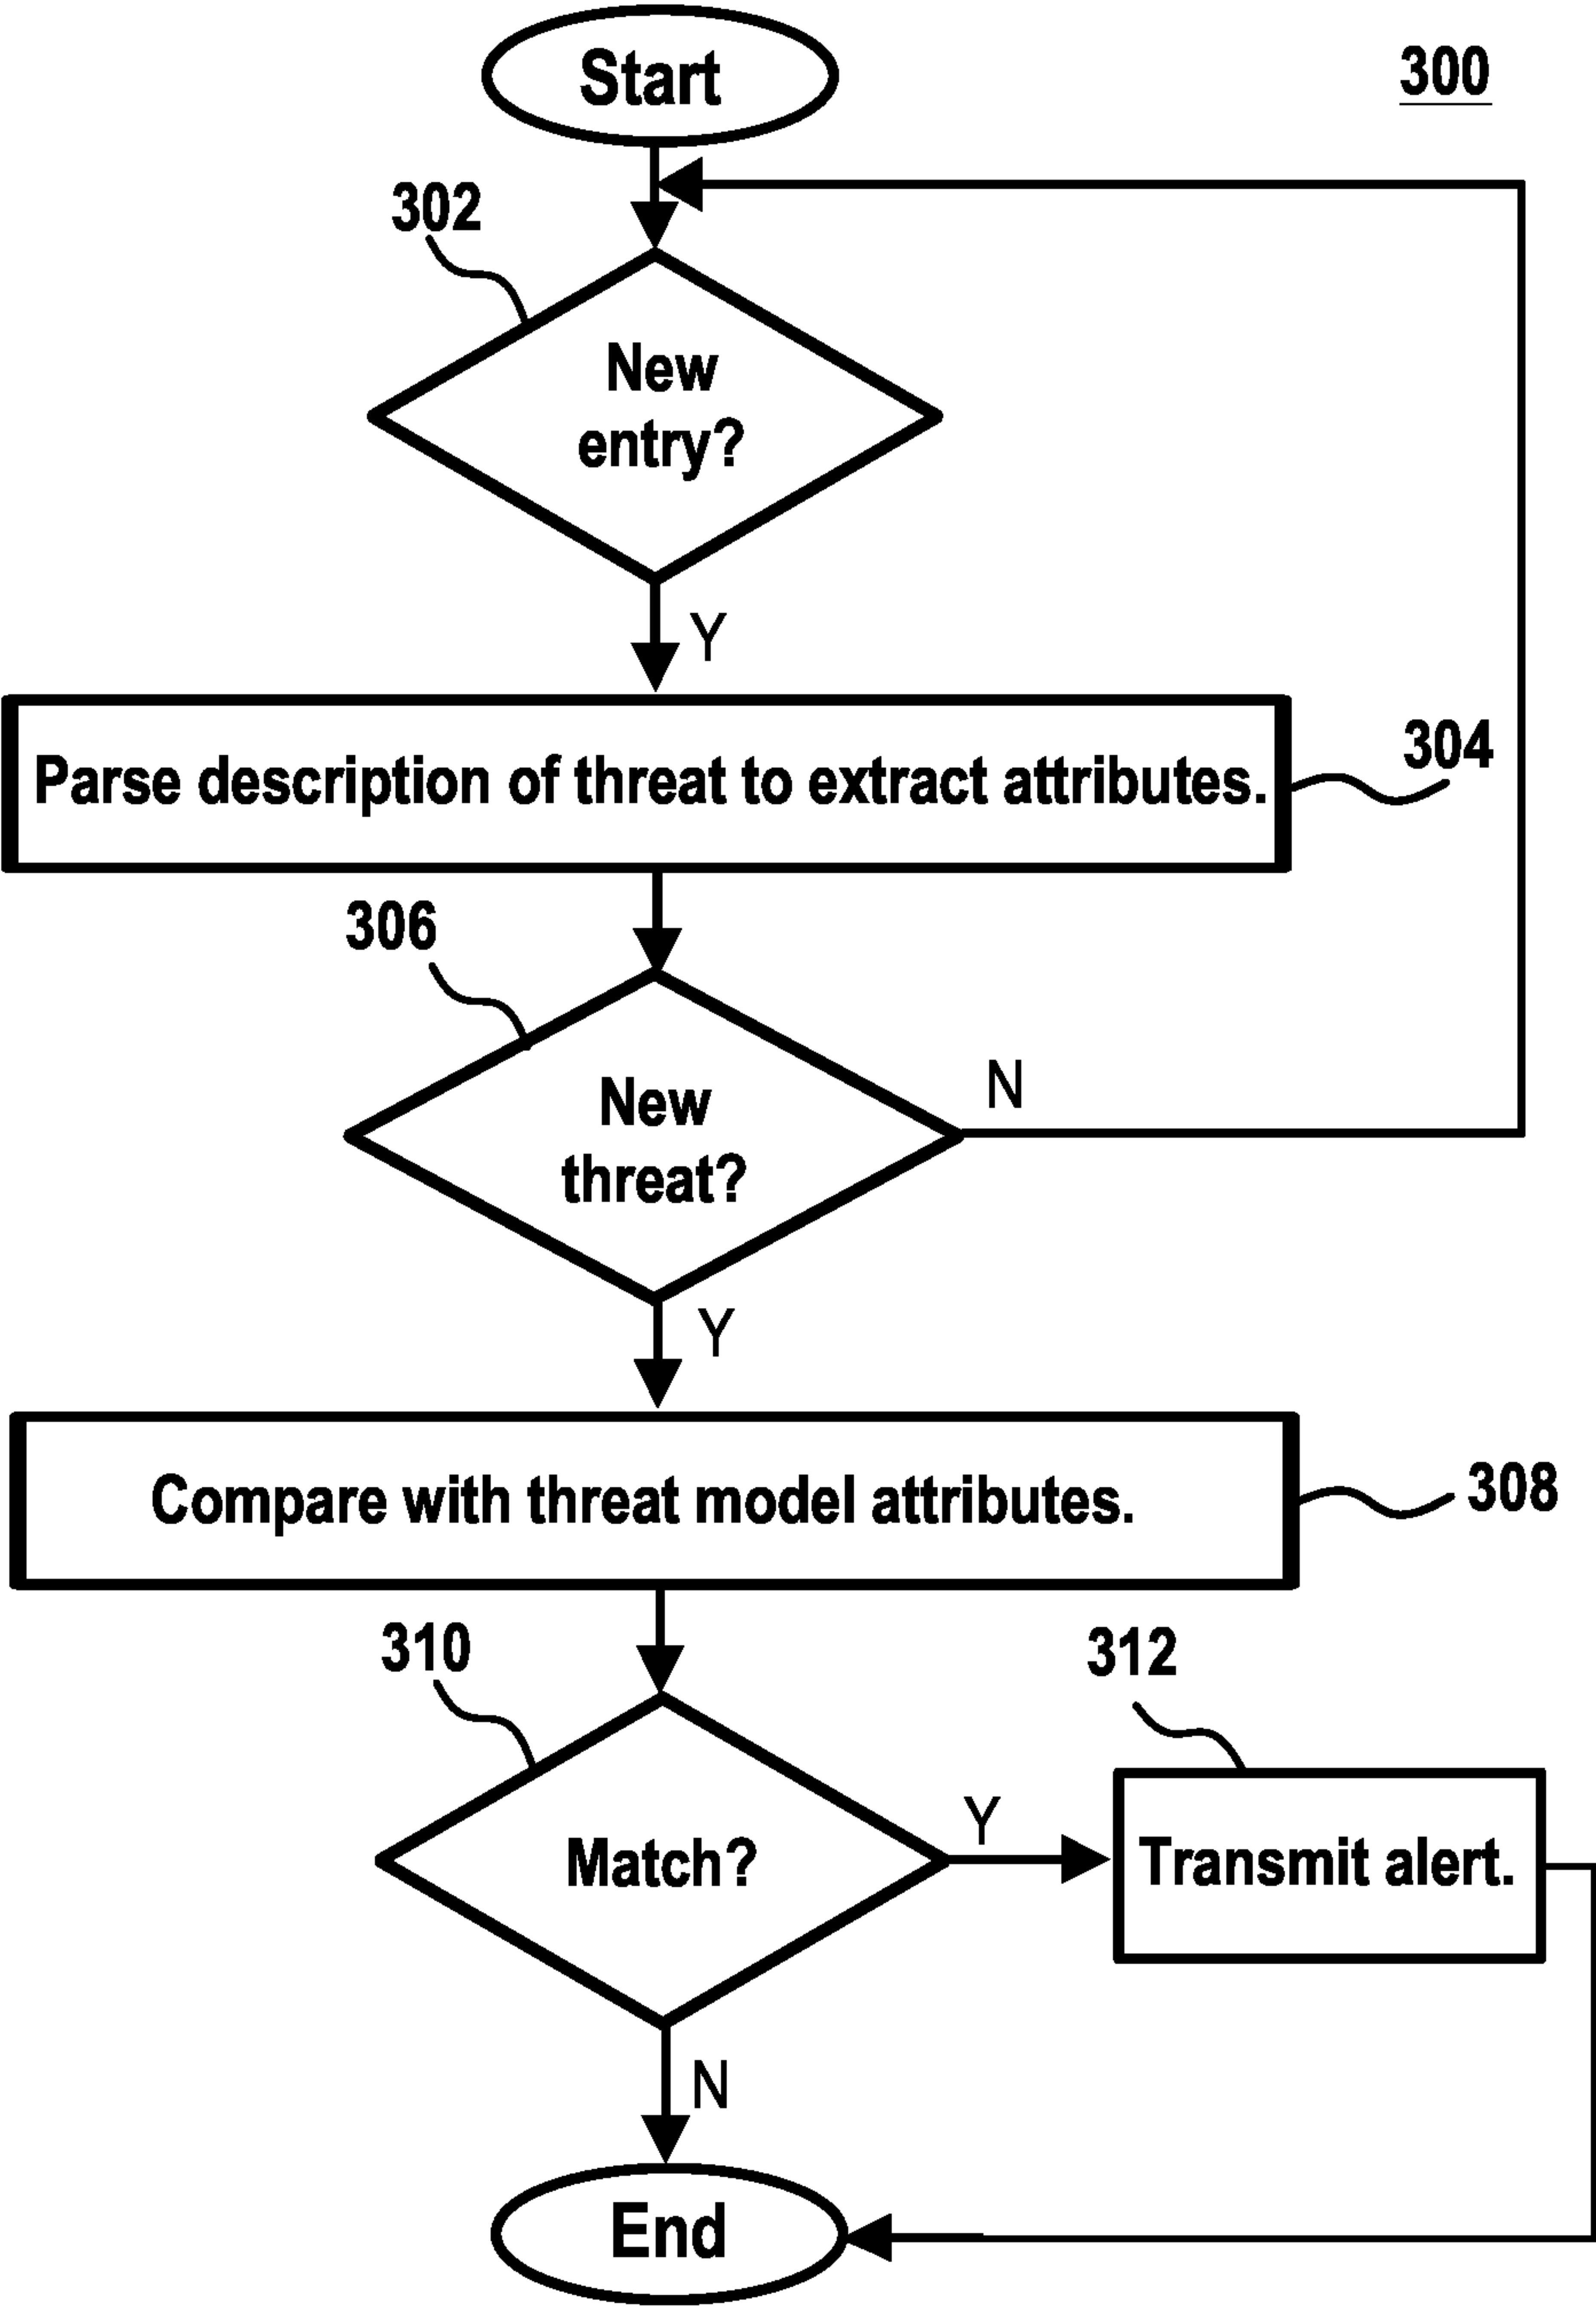 Start
300
302
New
entry?
Y
Parse description of threat to extract attributes.
304
306
New
threat?
N
Y
Compare with threat model attributes.
308
310
312
Match?
Y
Transmit alert.
N
End